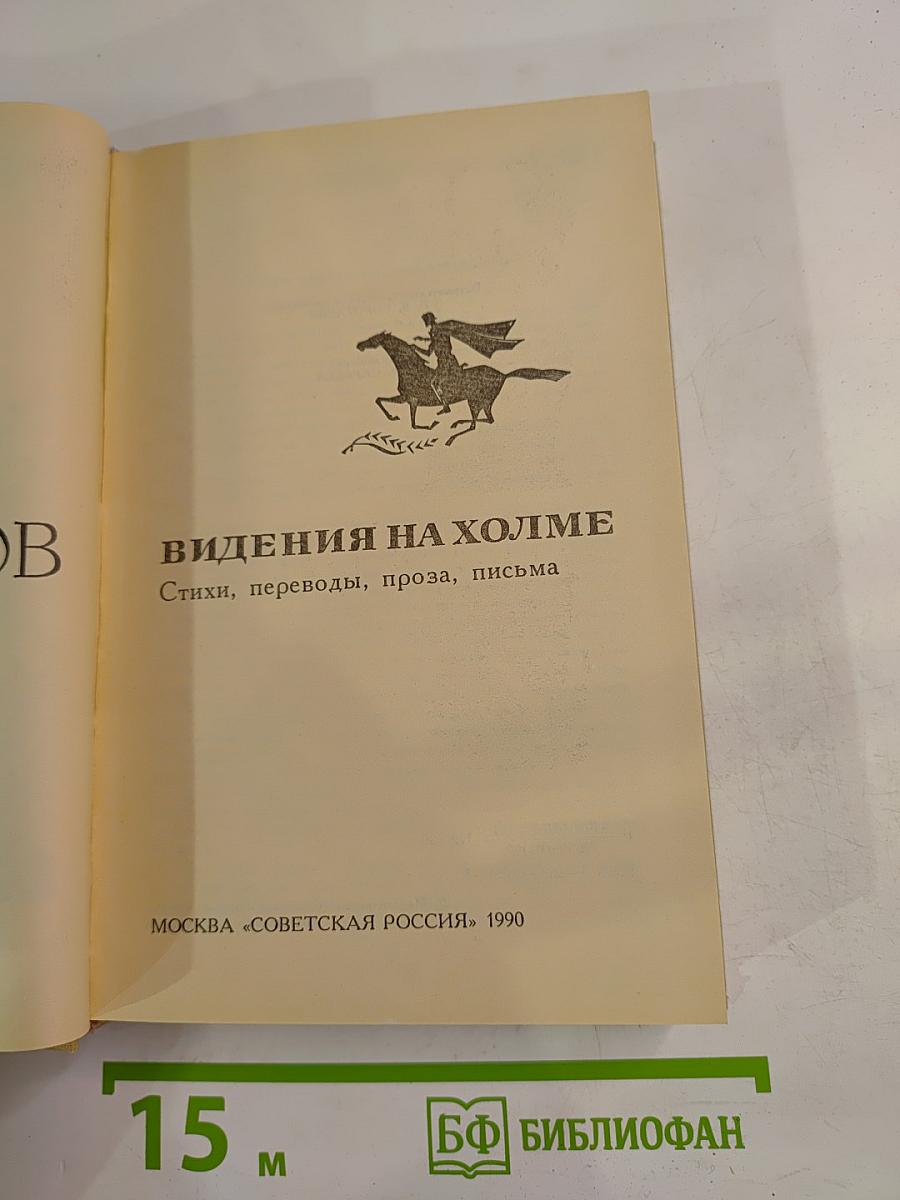 ОВ
ВИДЕНИЯ НА ХОЛМЕ
Стихи, переводы, проза, письма
МОСКВА «СОВЕТСКАЯ РОССИЯ» 1990
15 м
БФ БИБЛИОФАН